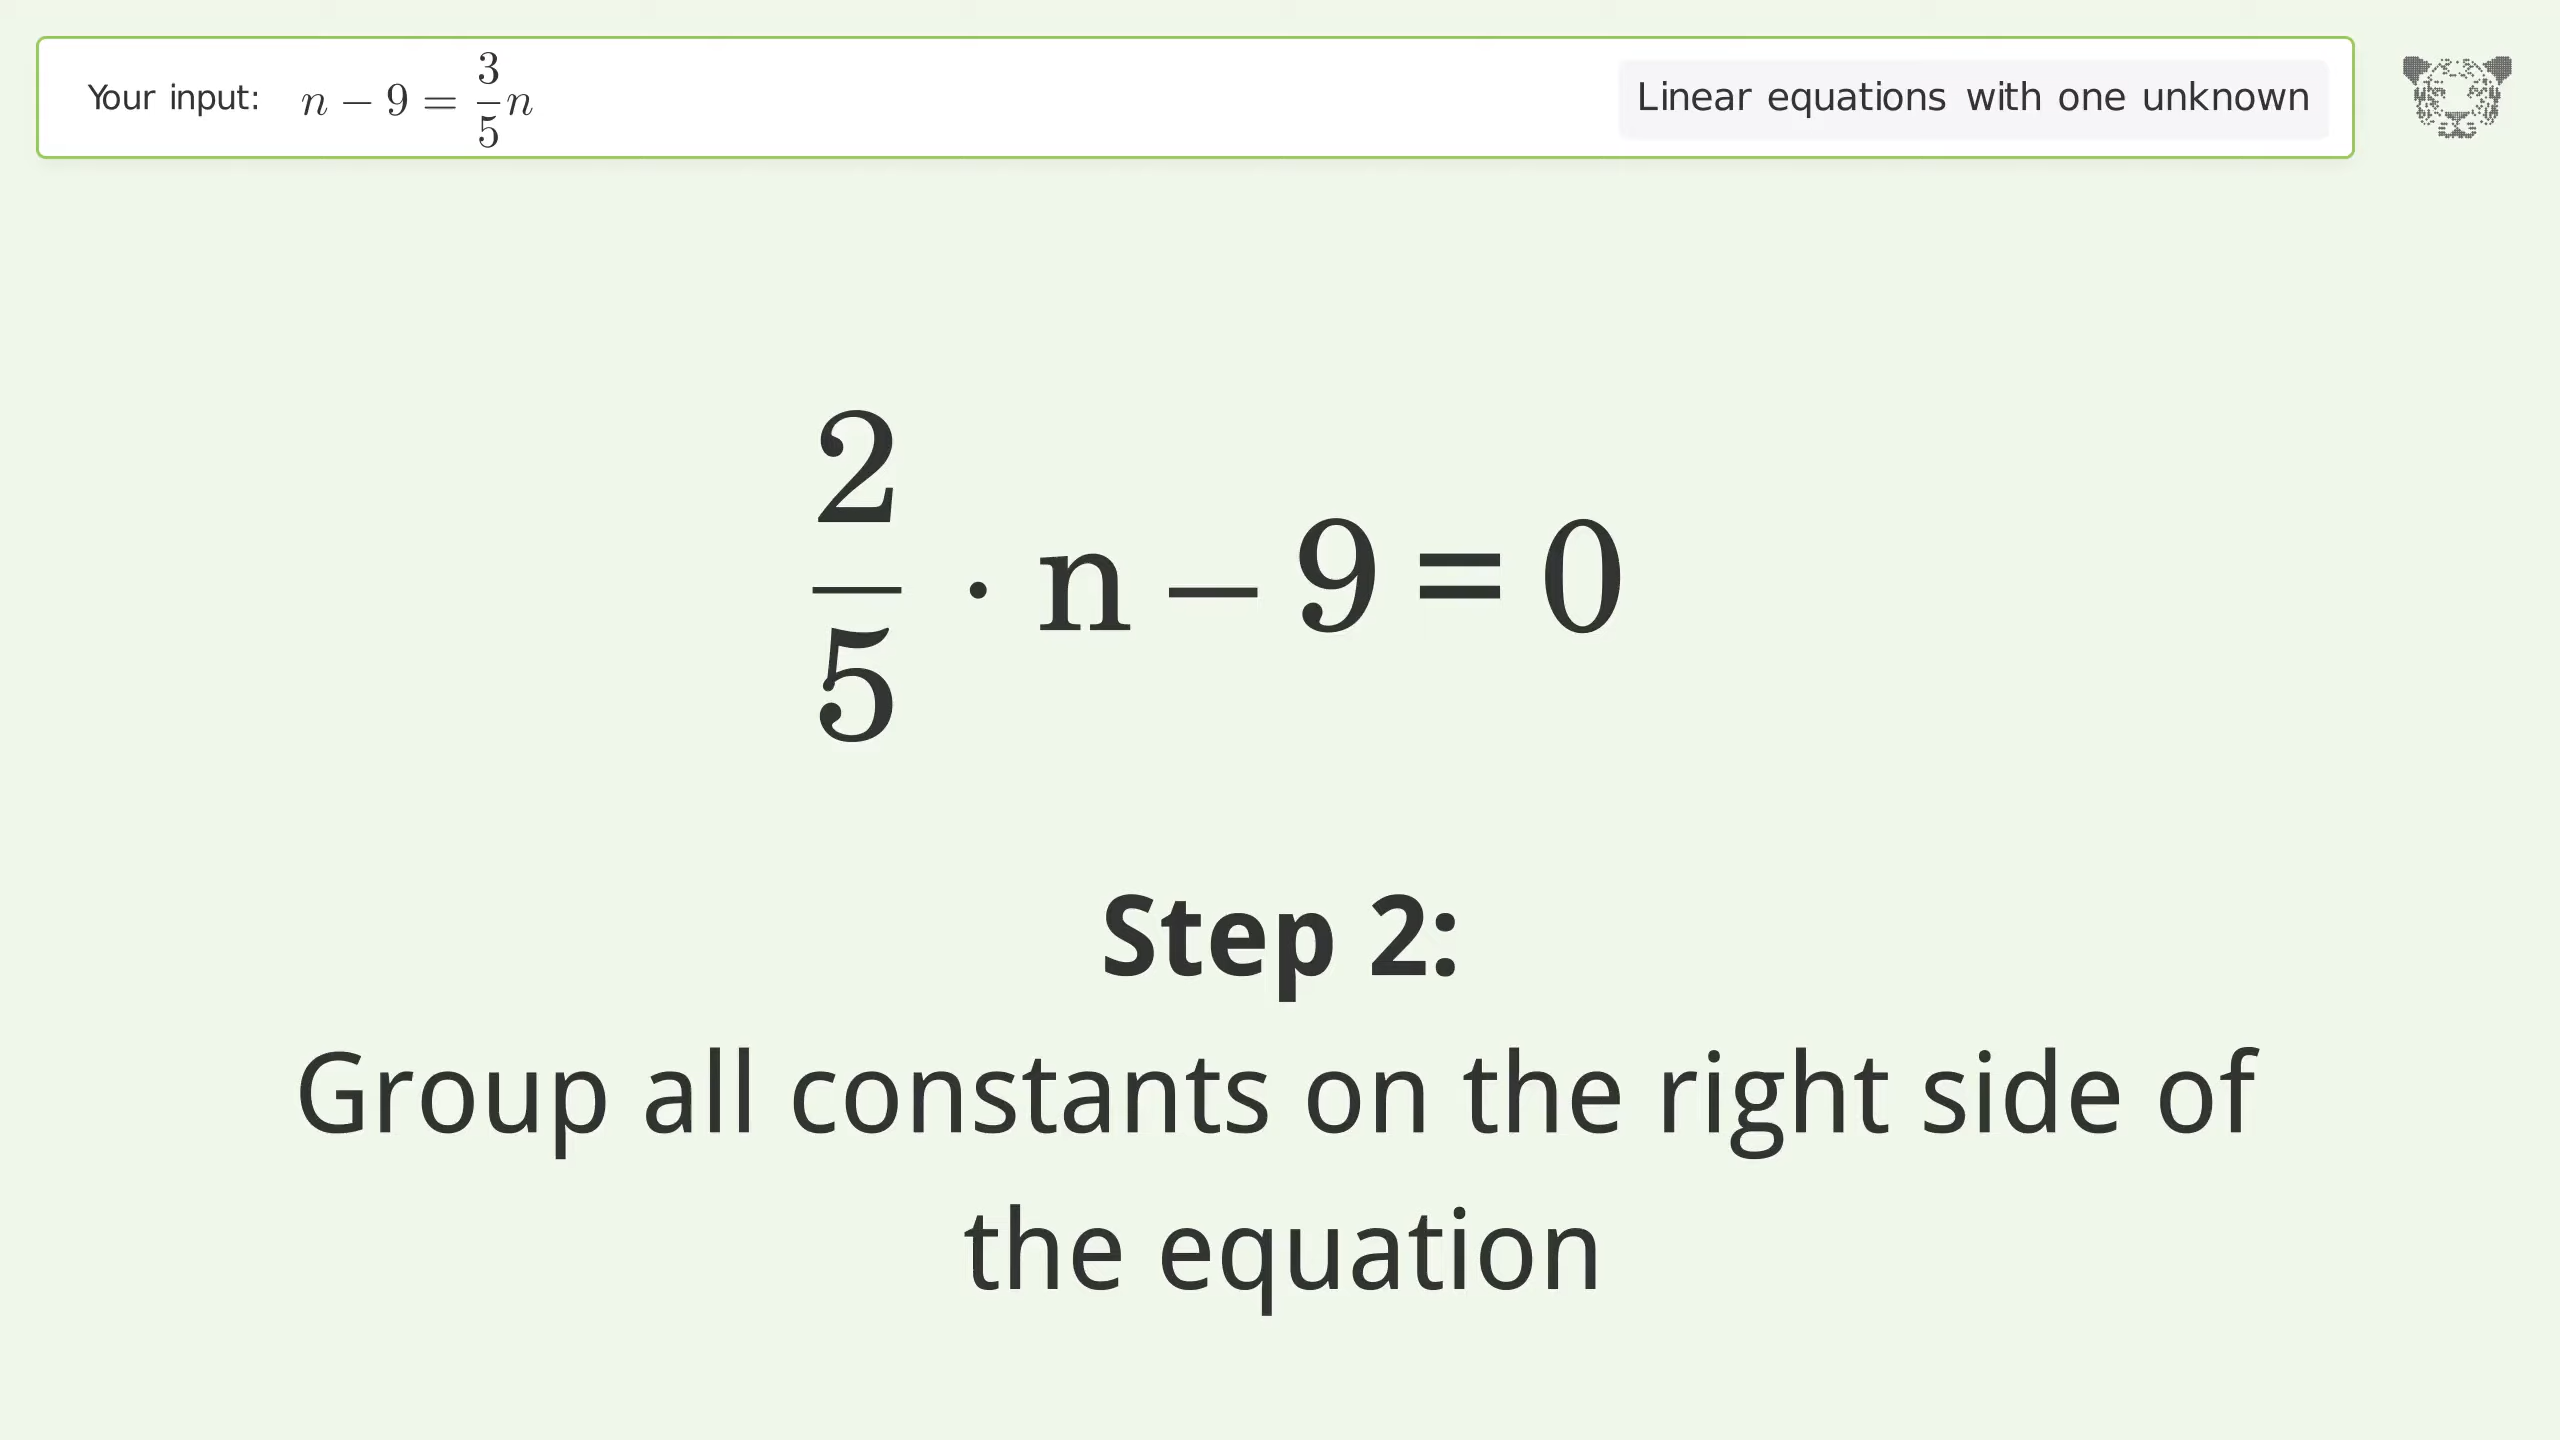 Your input: n − 9 = 3/5 n
Linear equations with one unknown
2/5 · n − 9 = 0
Step 2:
Group all constants on the right side of
the equation